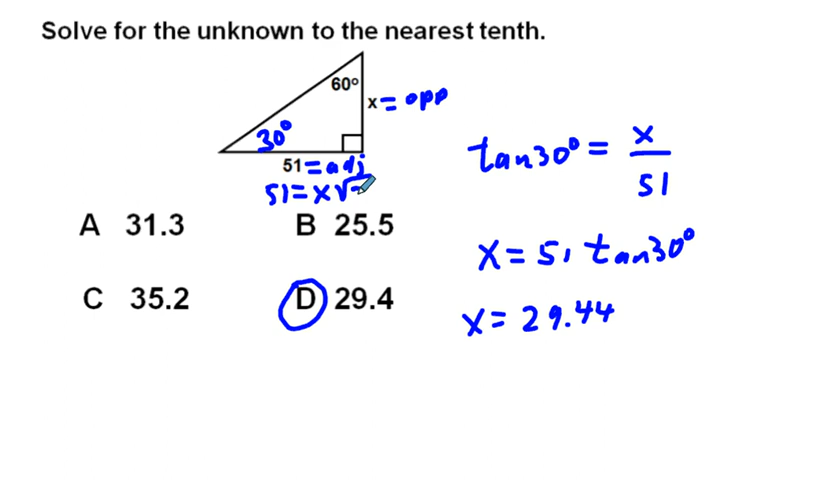 Solve for the unknown to the nearest tenth.
60°
x = opp
30°
51 = adj
51 = x√
tan30° = x/51
A 31.3
B 25.5
x = 51 tan30°
C 35.2
D 29.4
x = 29.44